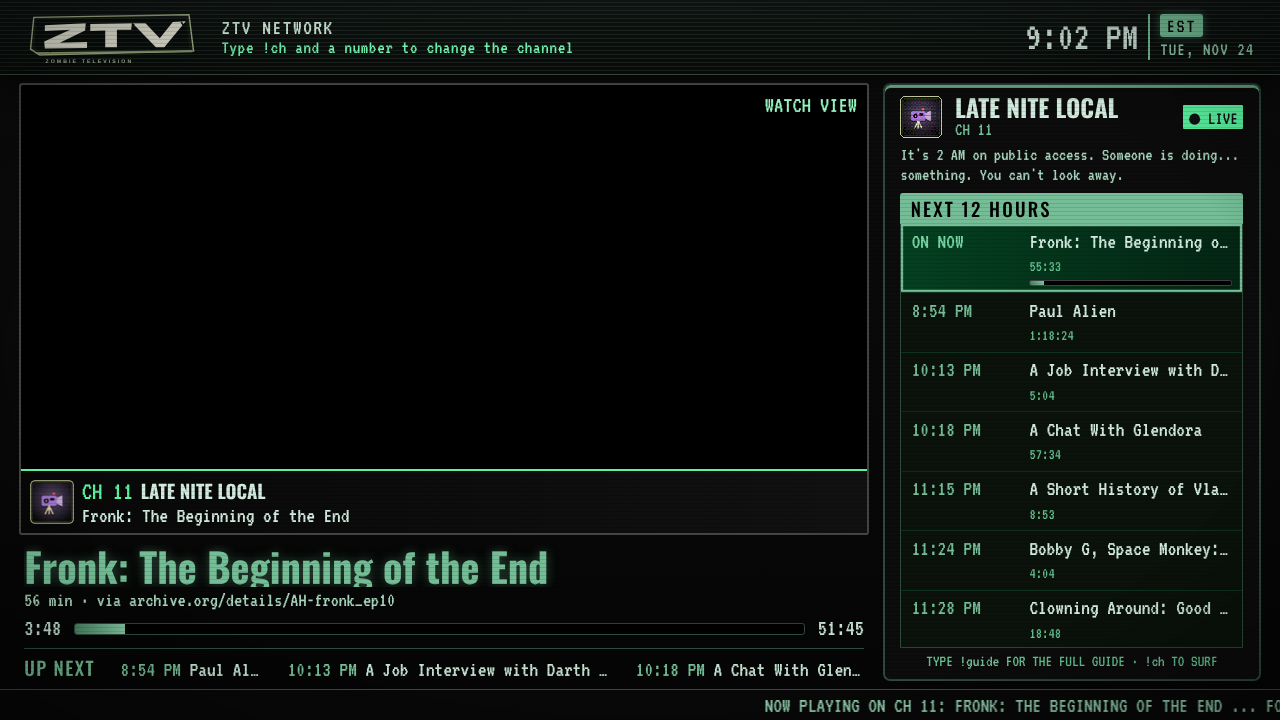 ZTV
ZOMBIE TELEVISION
ZTV NETWORK
Type !ch and a number to change the channel
9:02 PM
EST
TUE, NOV 24
WATCH VIEW
CH 11 LATE NITE LOCAL
Fronk: The Beginning of the End
Fronk: The Beginning of the End
56 min · via archive.org/details/AH-fronk_ep10
3:48
51:45
UP NEXT
8:54 PM Paul Al…
10:13 PM A Job Interview with Darth …
10:18 PM A Chat With Glen…
LATE NITE LOCAL
CH 11
● LIVE
It's 2 AM on public access. Someone is doing...
something. You can't look away.
NEXT 12 HOURS
ON NOW
Fronk: The Beginning o…
55:33
8:54 PM
Paul Alien
1:18:24
10:13 PM
A Job Interview with D…
5:04
10:18 PM
A Chat With Glendora
57:34
11:15 PM
A Short History of Vla…
8:53
11:24 PM
Bobby G, Space Monkey:…
4:04
11:28 PM
Clowning Around: Good …
18:48
TYPE !guide FOR THE FULL GUIDE · !ch TO SURF
NOW PLAYING ON CH 11: FRONK: THE BEGINNING OF THE END ... FO